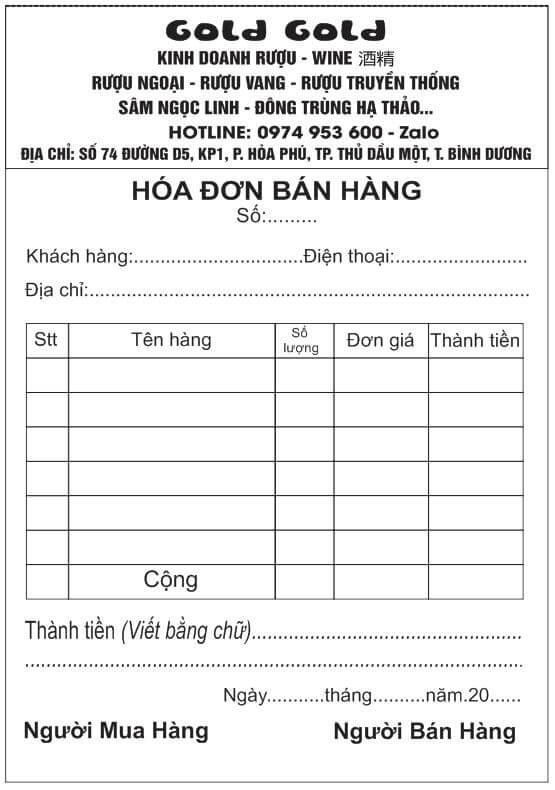 Gold Gold
KINH DOANH RƯỢU - WINE 酒精
RƯỢU NGOẠI - RƯỢU VANG - RƯỢU TRUYỀN THỐNG
SÂM NGỌC LINH - ĐÔNG TRÙNG HẠ THẢO...
HOTLINE: 0974 953 600 - Zalo
ĐỊA CHỈ: SỐ 74 ĐƯỜNG D5, KP1, P. HÒA PHÚ, TP. THỦ DẦU MỘT, T. BÌNH DƯƠNG
HÓA ĐƠN BÁN HÀNG
Số:.........
Khách hàng:...............................Điện thoại:........................
Địa chỉ:................................................................................
Stt Tên hàng Số lượng Đơn giá Thành tiền
Cộng
Thành tiền (Viết bằng chữ)..................................................
...........................................................................................
Ngày..........tháng..........năm.20......
Người Mua Hàng Người Bán Hàng